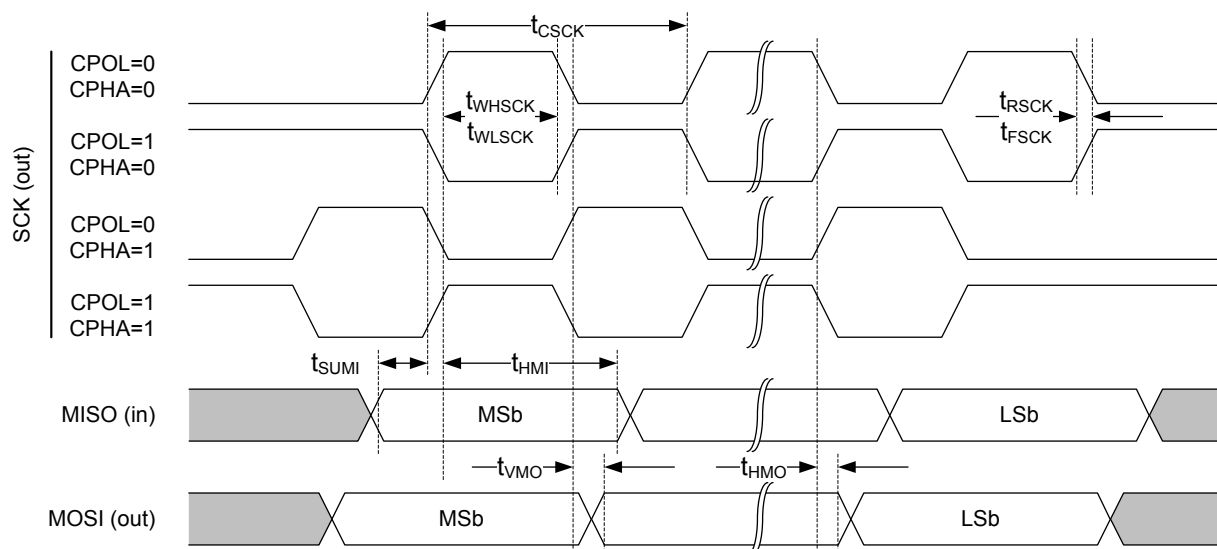 tCSCK
CPOL=0
CPHA=0
tWHSCK
tWLSCK
tRSCK
tFSCK
CPOL=1
CPHA=0
SCK (out)
CPOL=0
CPHA=1
CPOL=1
CPHA=1
tSUMI
tHMI
MISO (in)
MSb
LSb
tVMO
tHMO
MOSI (out)
MSb
LSb